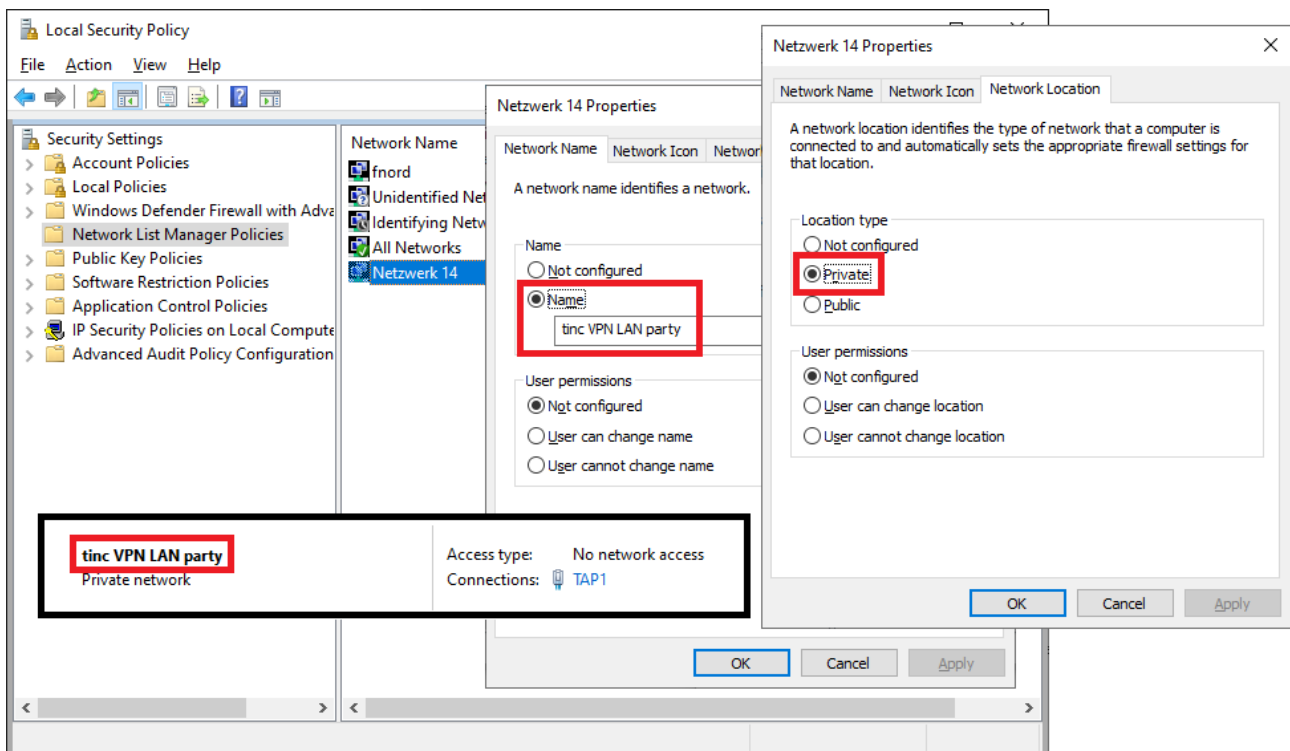 Local Security Policy
File Action View Help
Security Settings
Account Policies
Local Policies
Windows Defender Firewall with Adva
Network List Manager Policies
Public Key Policies
Software Restriction Policies
Application Control Policies
IP Security Policies on Local Compute
Advanced Audit Policy Configuration
Network Name
fnord
Unidentified Net
Identifying Netw
All Networks
Netzwerk 14
Netzwerk 14 Properties
Network Name Network Icon Networ
A network name identifies a network.
Name
Not configured
Name
tinc VPN LAN party
User permissions
Not configured
User can change name
User cannot change name
OK Cancel Apply
Netzwerk 14 Properties
Network Name Network Icon Network Location
A network location identifies the type of network that a computer is
connected to and automatically sets the appropriate firewall settings for
that location.
Location type
Not configured
Private
Public
User permissions
Not configured
User can change location
User cannot change location
OK Cancel Apply
tinc VPN LAN party
Private network
Access type: No network access
Connections: TAP1